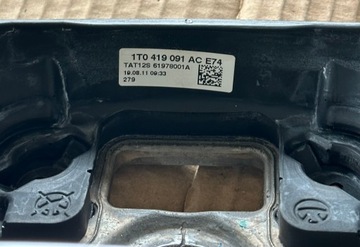 1T0 419 091 AC E74
TAT12S 61978001A
19.08.11 09:33
279